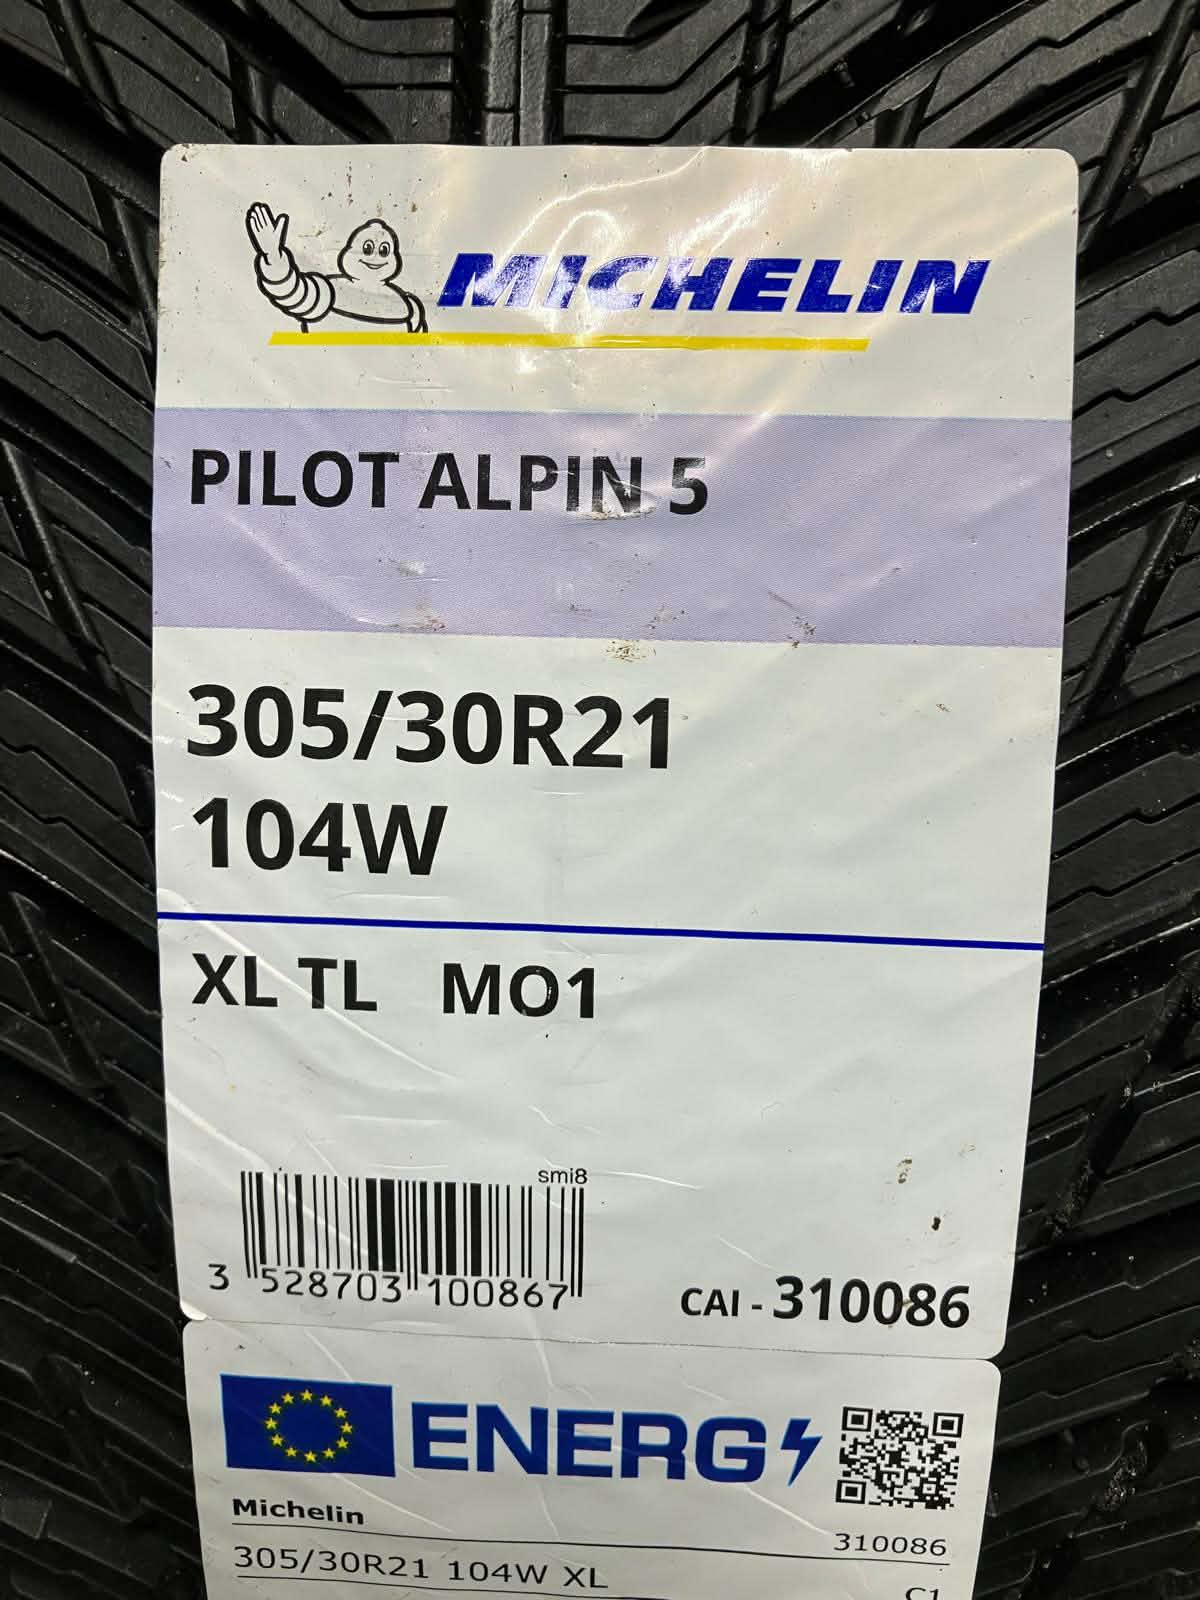 MICHELIN
PILOT ALPIN 5
305/30R21
104W
XL TL MO1
smi8
3 528703 100867
CAI - 310086
ENERG
Michelin
310086
305/30R21 104W XL
C1